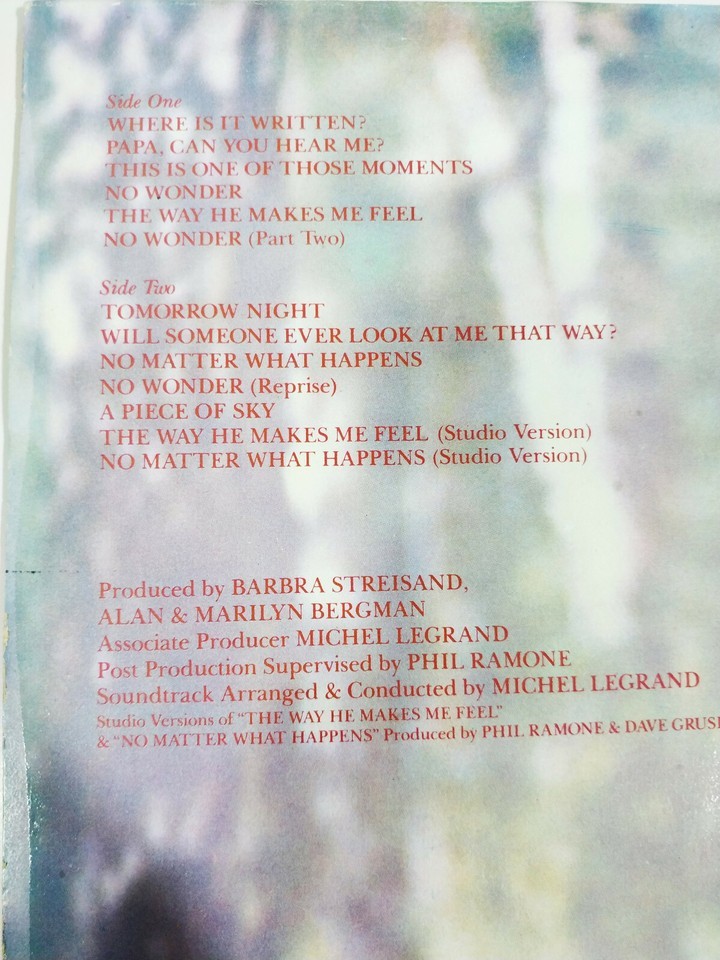 Side One
WHERE IS IT WRITTEN?
PAPA, CAN YOU HEAR ME?
THIS IS ONE OF THOSE MOMENTS
NO WONDER
THE WAY HE MAKES ME FEEL
NO WONDER (Part Two)
Side Two
TOMORROW NIGHT
WILL SOMEONE EVER LOOK AT ME THAT WAY?
NO MATTER WHAT HAPPENS
NO WONDER (Reprise)
A PIECE OF SKY
THE WAY HE MAKES ME FEEL (Studio Version)
NO MATTER WHAT HAPPENS (Studio Version)
Produced by BARBRA STREISAND,
ALAN & MARILYN BERGMAN
Associate Producer MICHEL LEGRAND
Post Production Supervised by PHIL RAMONE
Soundtrack Arranged & Conducted by MICHEL LEGRAND
Studio Versions of "THE WAY HE MAKES ME FEEL"
& "NO MATTER WHAT HAPPENS" Produced by PHIL RAMONE & DAVE